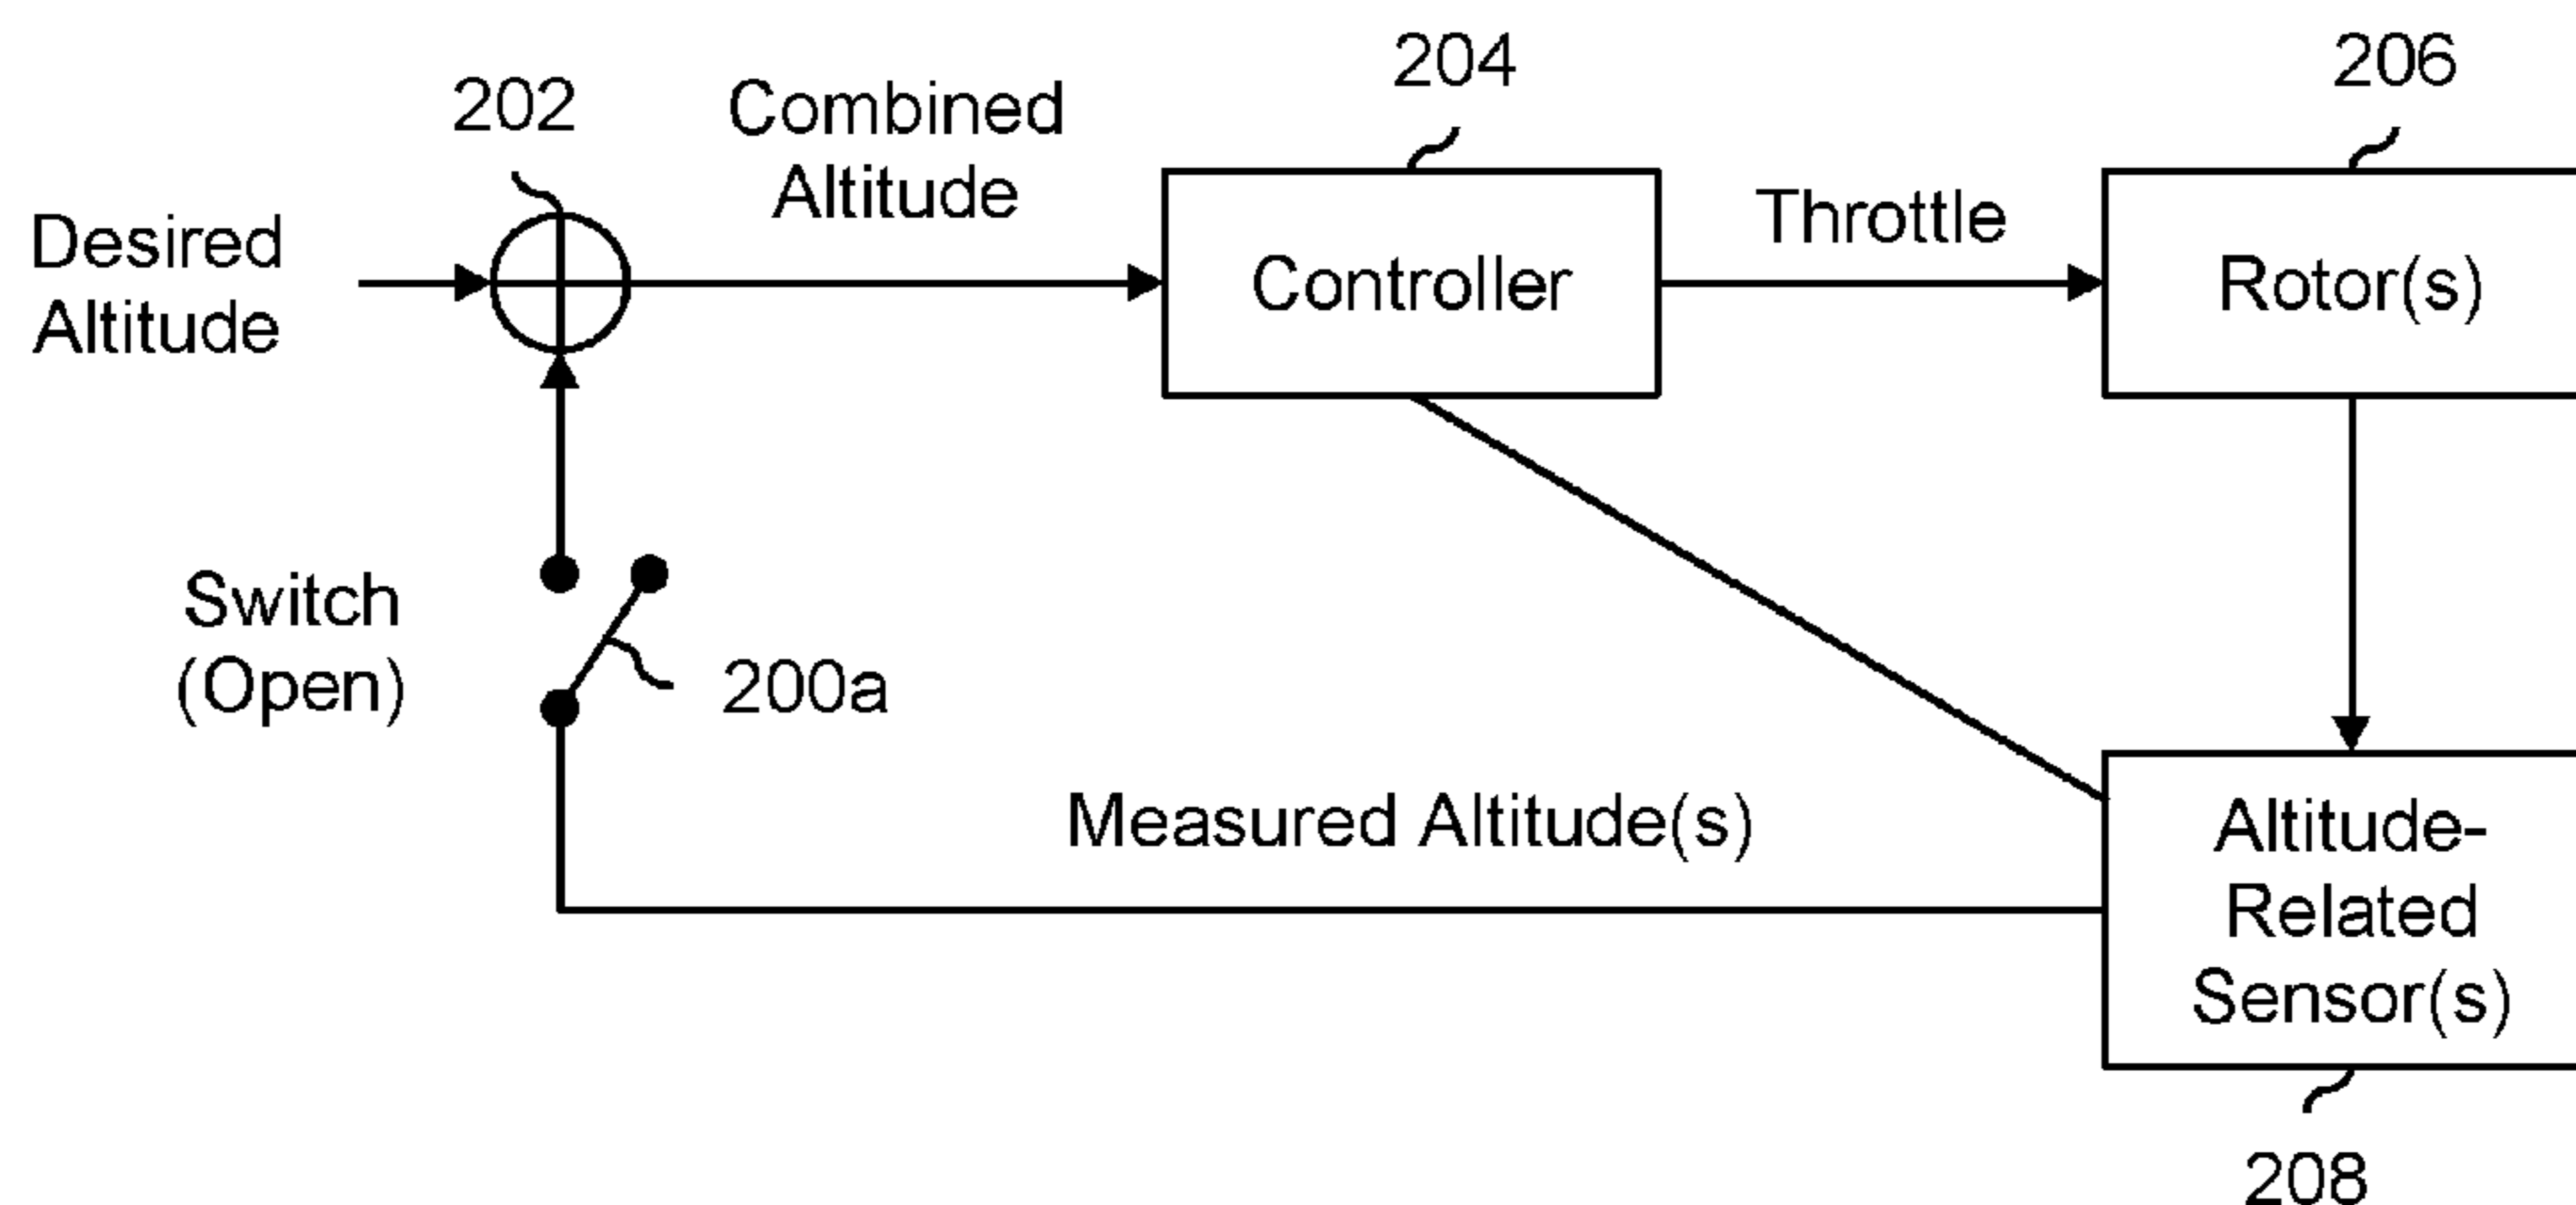 204
206
202
Combined
Altitude
Desired
Altitude
Controller
Throttle
Rotor(s)
Switch
(Open)
200a
Measured Altitude(s)
Altitude-
Related
Sensor(s)
208